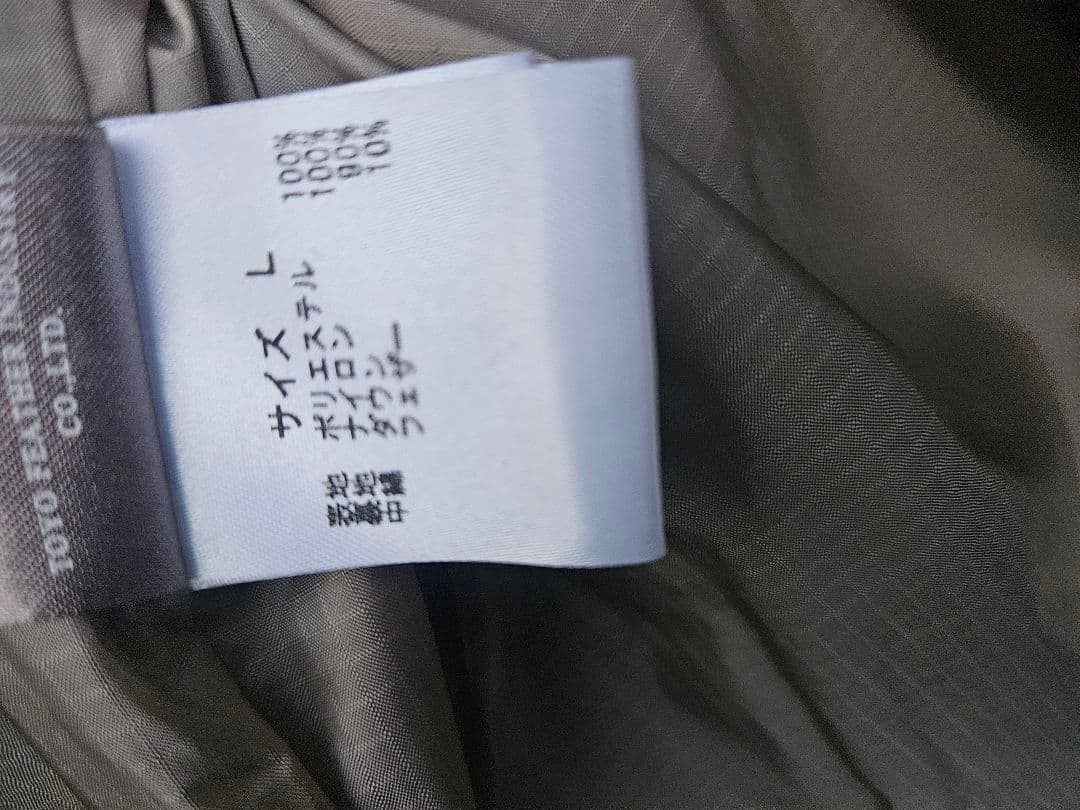 TOTO FEATHER INDUSTRY
CO.,LTD.
サイズ L
表地 ポリエステル 100%
裏地 ナイロン 100%
中綿 ダウン 90%
フェザー 10%